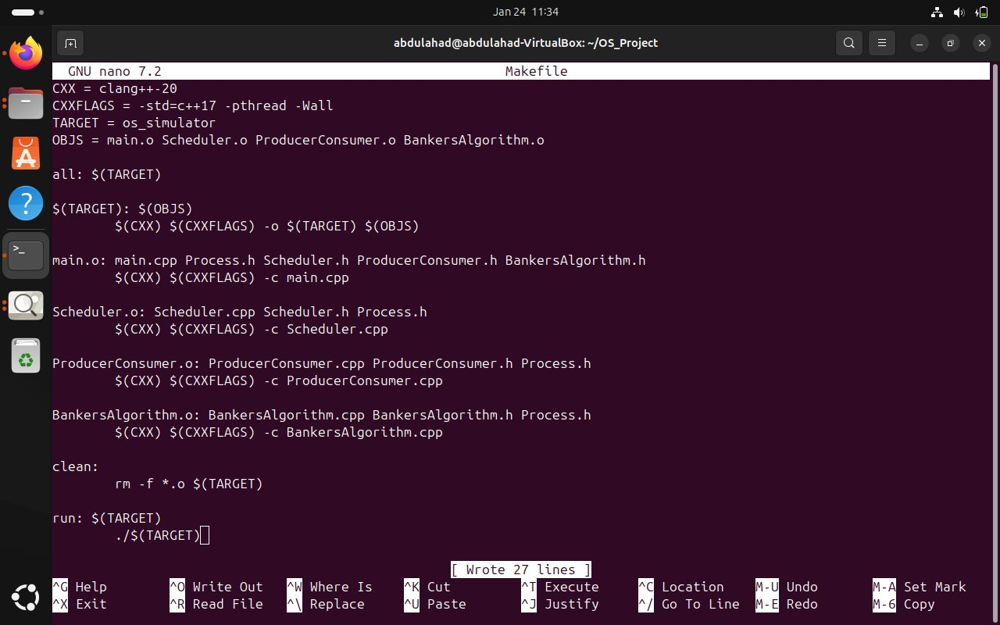 Jan 24 11:34
abdulahad@abdulahad-VirtualBox: ~/OS_Project
GNU nano 7.2 Makefile
CXX = clang++-20
CXXFLAGS = -std=c++17 -pthread -Wall
TARGET = os_simulator
OBJS = main.o Scheduler.o ProducerConsumer.o BankersAlgorithm.o
all: $(TARGET)
$(TARGET): $(OBJS)
$(CXX) $(CXXFLAGS) -o $(TARGET) $(OBJS)
main.o: main.cpp Process.h Scheduler.h ProducerConsumer.h BankersAlgorithm.h
$(CXX) $(CXXFLAGS) -c main.cpp
Scheduler.o: Scheduler.cpp Scheduler.h Process.h
$(CXX) $(CXXFLAGS) -c Scheduler.cpp
ProducerConsumer.o: ProducerConsumer.cpp ProducerConsumer.h Process.h
$(CXX) $(CXXFLAGS) -c ProducerConsumer.cpp
BankersAlgorithm.o: BankersAlgorithm.cpp BankersAlgorithm.h Process.h
$(CXX) $(CXXFLAGS) -c BankersAlgorithm.cpp
clean:
rm -f *.o $(TARGET)
run: $(TARGET)
./$(TARGET)
[ Wrote 27 lines ]
^G Help ^O Write Out ^W Where Is ^K Cut ^T Execute ^C Location M-U Undo M-A Set Mark
^X Exit ^R Read File ^\ Replace ^U Paste ^J Justify ^/ Go To Line M-E Redo M-6 Copy